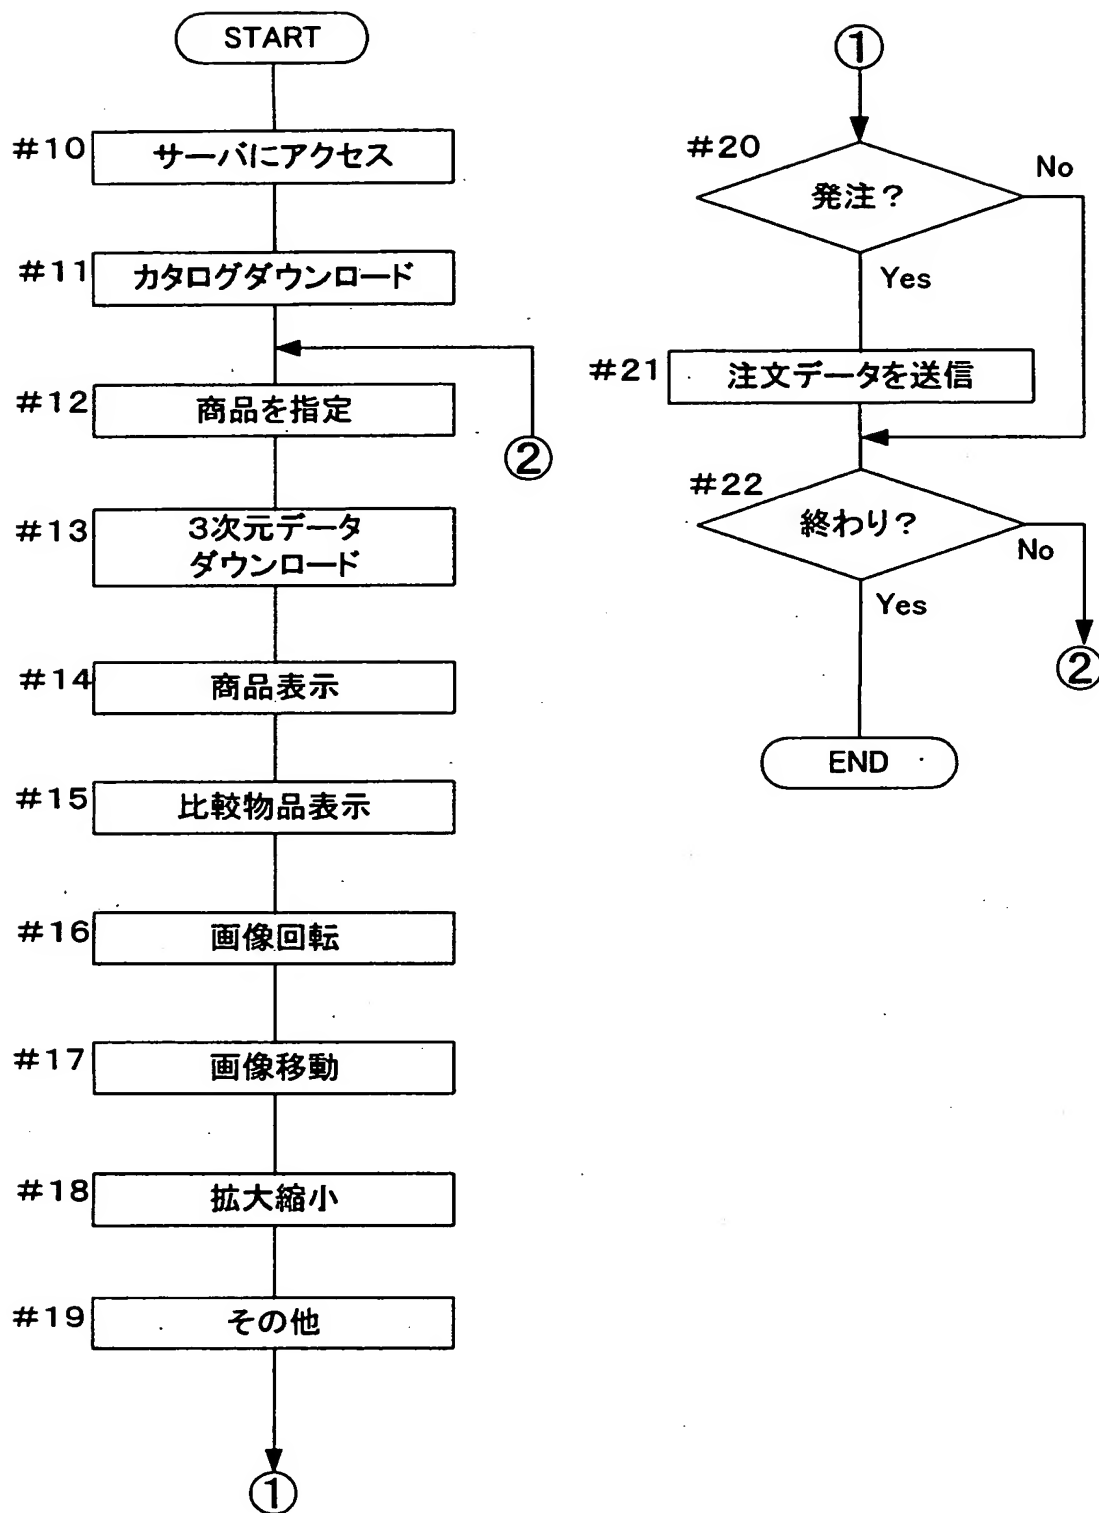 START
#10
サーバにアクセス
#11
カタログダウンロード
#12
商品を指定
②
#13
3次元データ
ダウンロード
#14
商品表示
#15
比較物品表示
#16
画像回転
#17
画像移動
#18
拡大縮小
#19
その他
①
①
#20
発注?
No
Yes
#21
注文データを送信
#22
終わり?
No
Yes
②
END